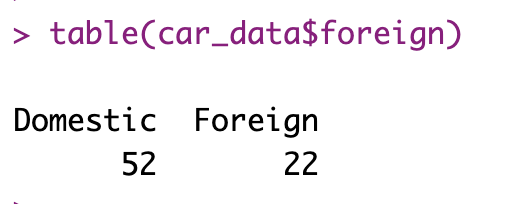 > table(car_data$foreign)
Domestic  Foreign
      52       22